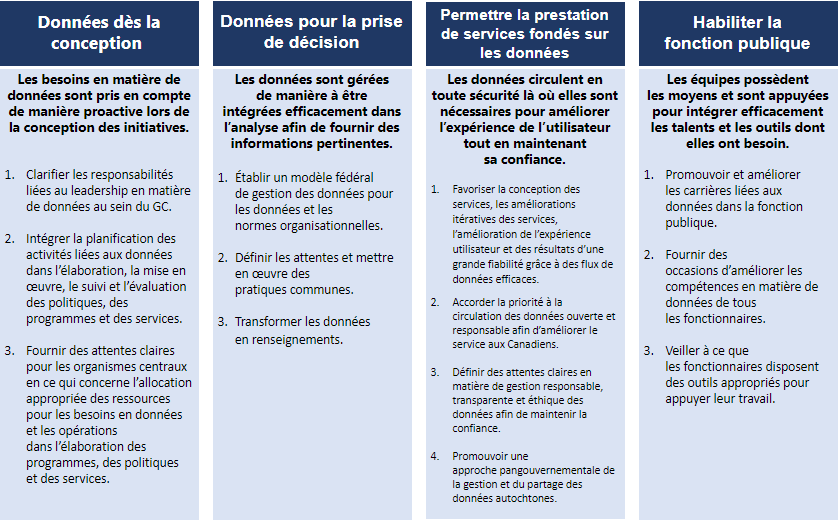 Données dès la
conception
Les besoins en matière de
données sont pris en compte
de manière proactive lors de
la conception des initiatives.
1. Clarifier les responsabilités
liées au leadership en matière
de données au sein du GC.
2. Intégrer la planification des
activités liées aux données
dans l’élaboration, la mise en
œuvre, le suivi et l’évaluation
des politiques, des
programmes et des services.
3. Fournir des attentes claires
pour les organismes centraux
en ce qui concerne l’allocation
appropriée des ressources
pour les besoins en données
et les opérations
dans l’élaboration des
programmes, des politiques
et des services.
Données pour la prise
de décision
Les données sont gérées
de manière à être
intégrées efficacement dans
l’analyse afin de fournir des
informations pertinentes.
1. Établir un modèle fédéral
de gestion des données pour
les données et les
normes organisationnelles.
2. Définir les attentes et mettre
en œuvre des
pratiques communes.
3. Transformer les données
en renseignements.
Permettre la prestation
de services fondés sur
les données
Les données circulent en
toute sécurité là où elles sont
nécessaires pour améliorer
l’expérience de l’utilisateur
tout en maintenant
sa confiance.
1. Favoriser la conception des
services, les améliorations
itératives des services,
l’amélioration de l’expérience
utilisateur et des résultats d’une
grande fiabilité grâce à des flux de
données efficaces.
2. Accorder la priorité à la
circulation des données ouverte et
responsable afin d’améliorer le
service aux Canadiens.
3. Définir des attentes claires en
matière de gestion responsable,
transparente et éthique des
données afin de maintenir la
confiance.
4. Promouvoir une
approche pangouvernementale de
la gestion et du partage des
données autochtones.
Habiliter la
fonction publique
Les équipes possèdent
les moyens et sont appuyées
pour intégrer efficacement
les talents et les outils dont
elles ont besoin.
1. Promouvoir et améliorer
les carrières liées aux
données dans la fonction
publique.
2. Fournir des
occasions d’améliorer les
compétences en matière de
données de tous
les fonctionnaires.
3. Veiller à ce que
les fonctionnaires disposent
des outils appropriés pour
appuyer leur travail.